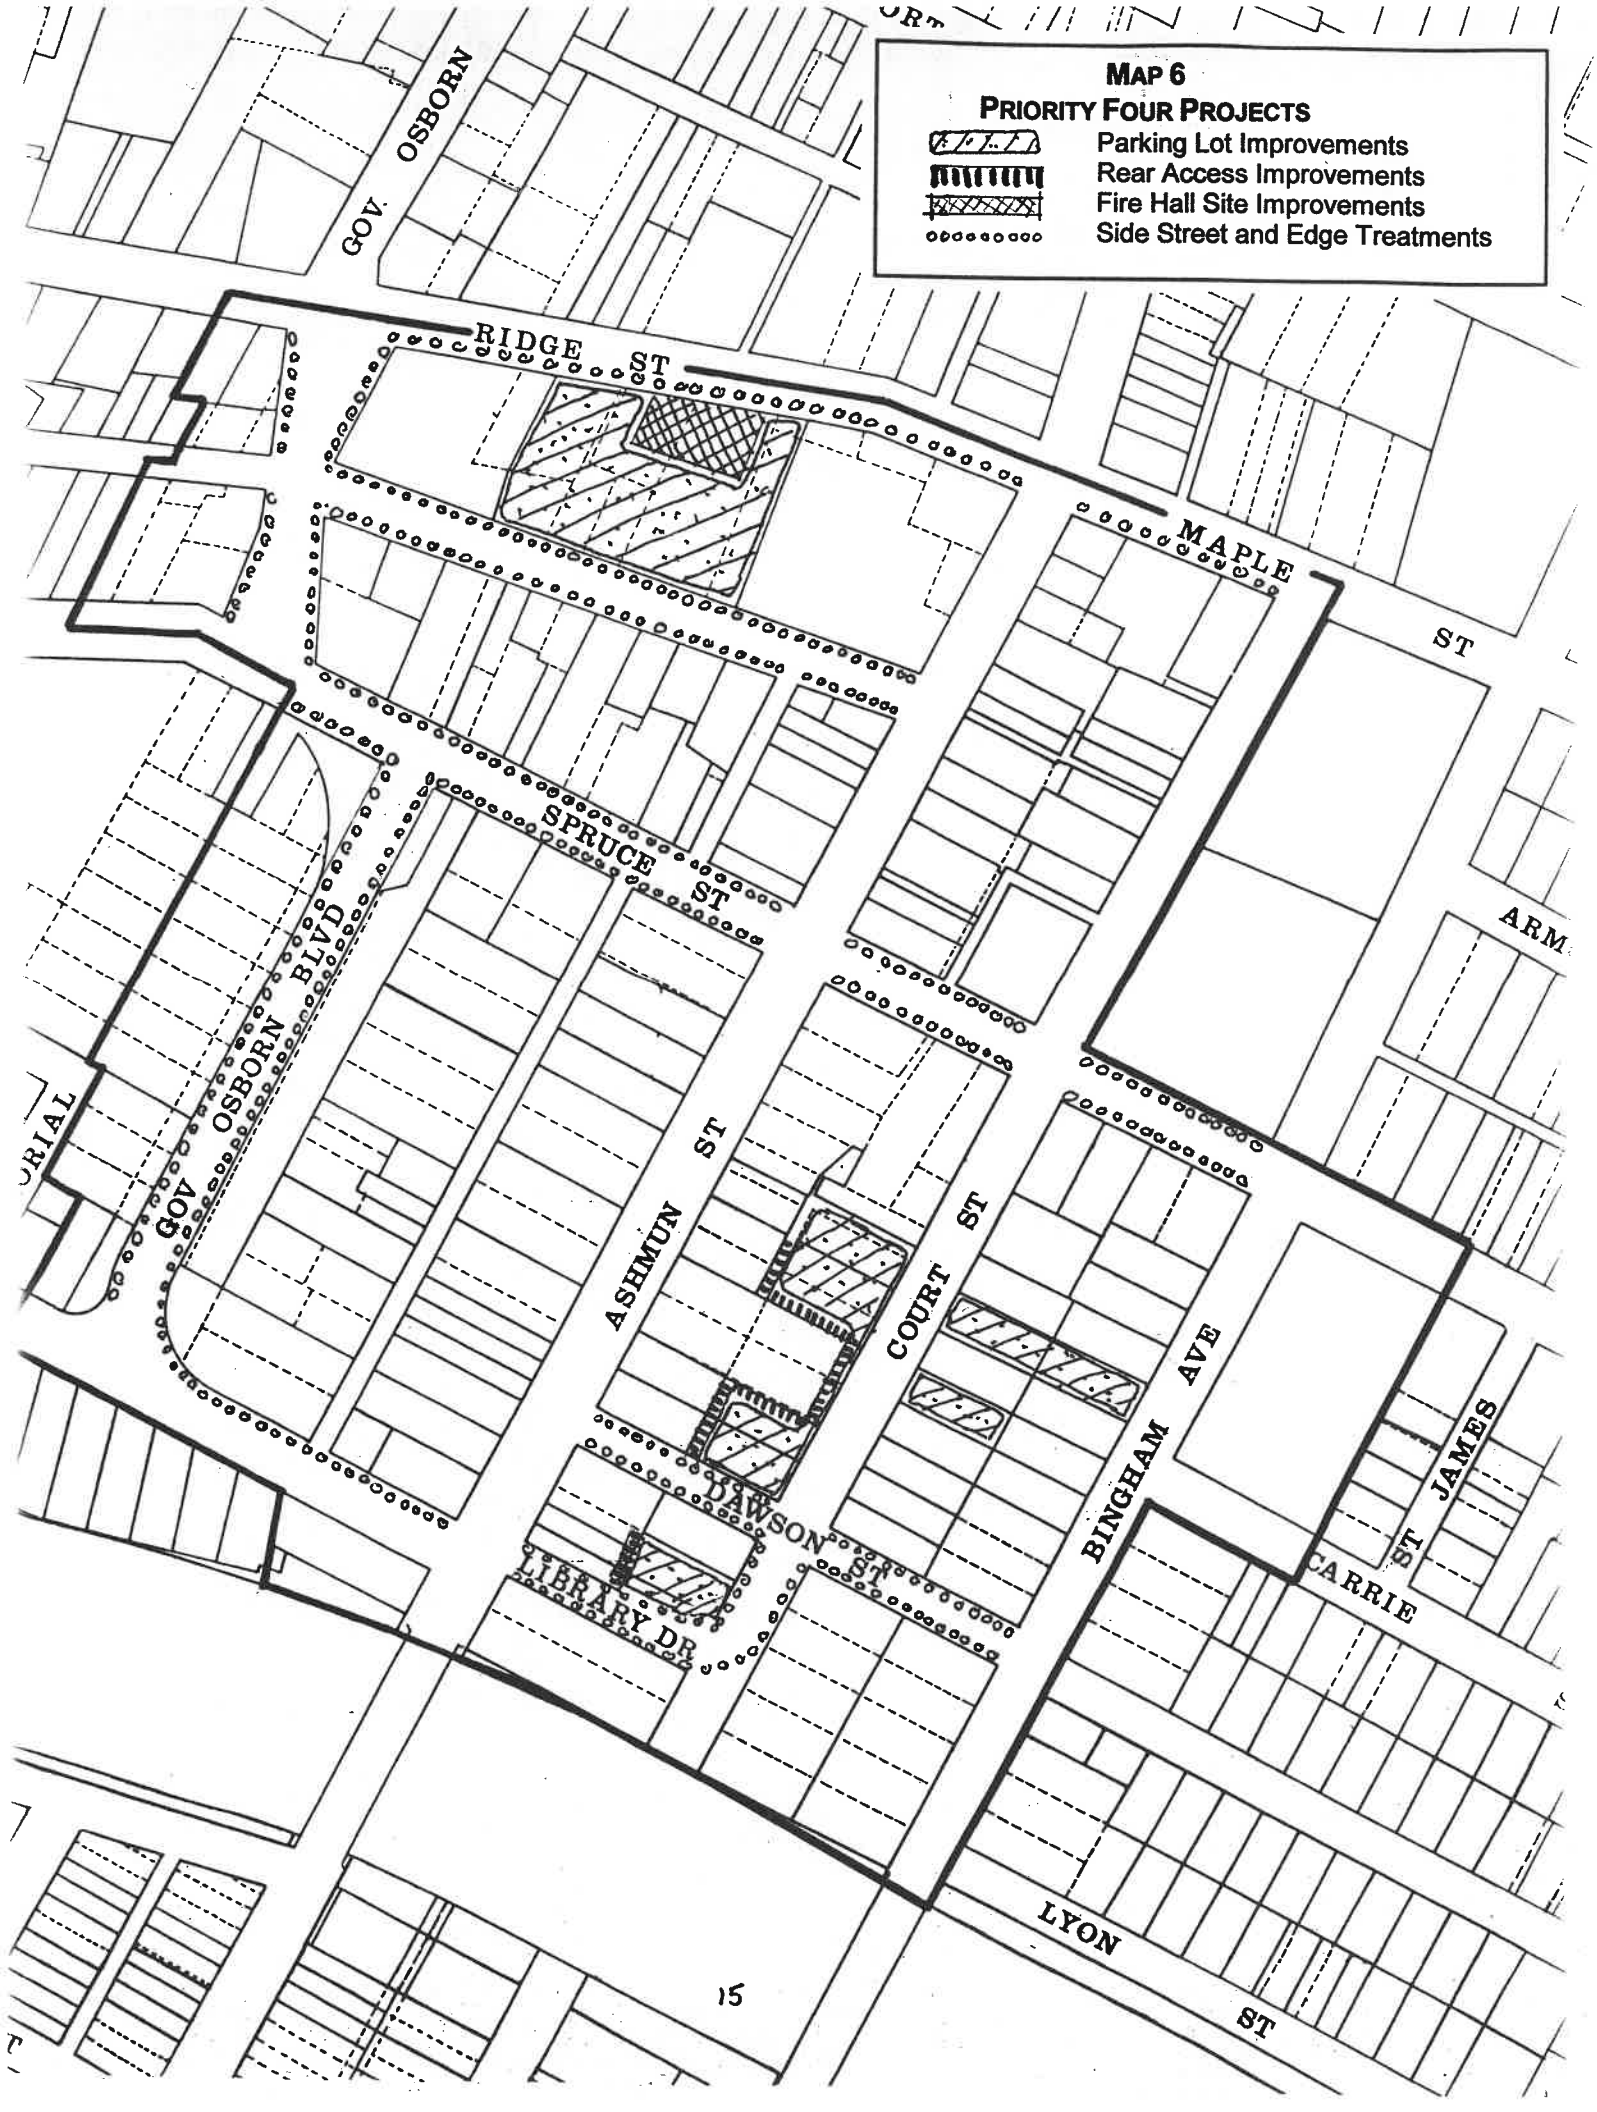 MAP 6
PRIORITY FOUR PROJECTS
Parking Lot Improvements
Rear Access Improvements
Fire Hall Site Improvements
Side Street and Edge Treatments
GOV. OSBORN
RIDGE ST
MAPLE ST
SPRUCE ST
GOV OSBORN BLVD
ASHMUN ST
COURT ST
BINGHAM AVE
ST JAMES
CARRIE
DAWSON ST
LIBRARY DR
LYON ST
15